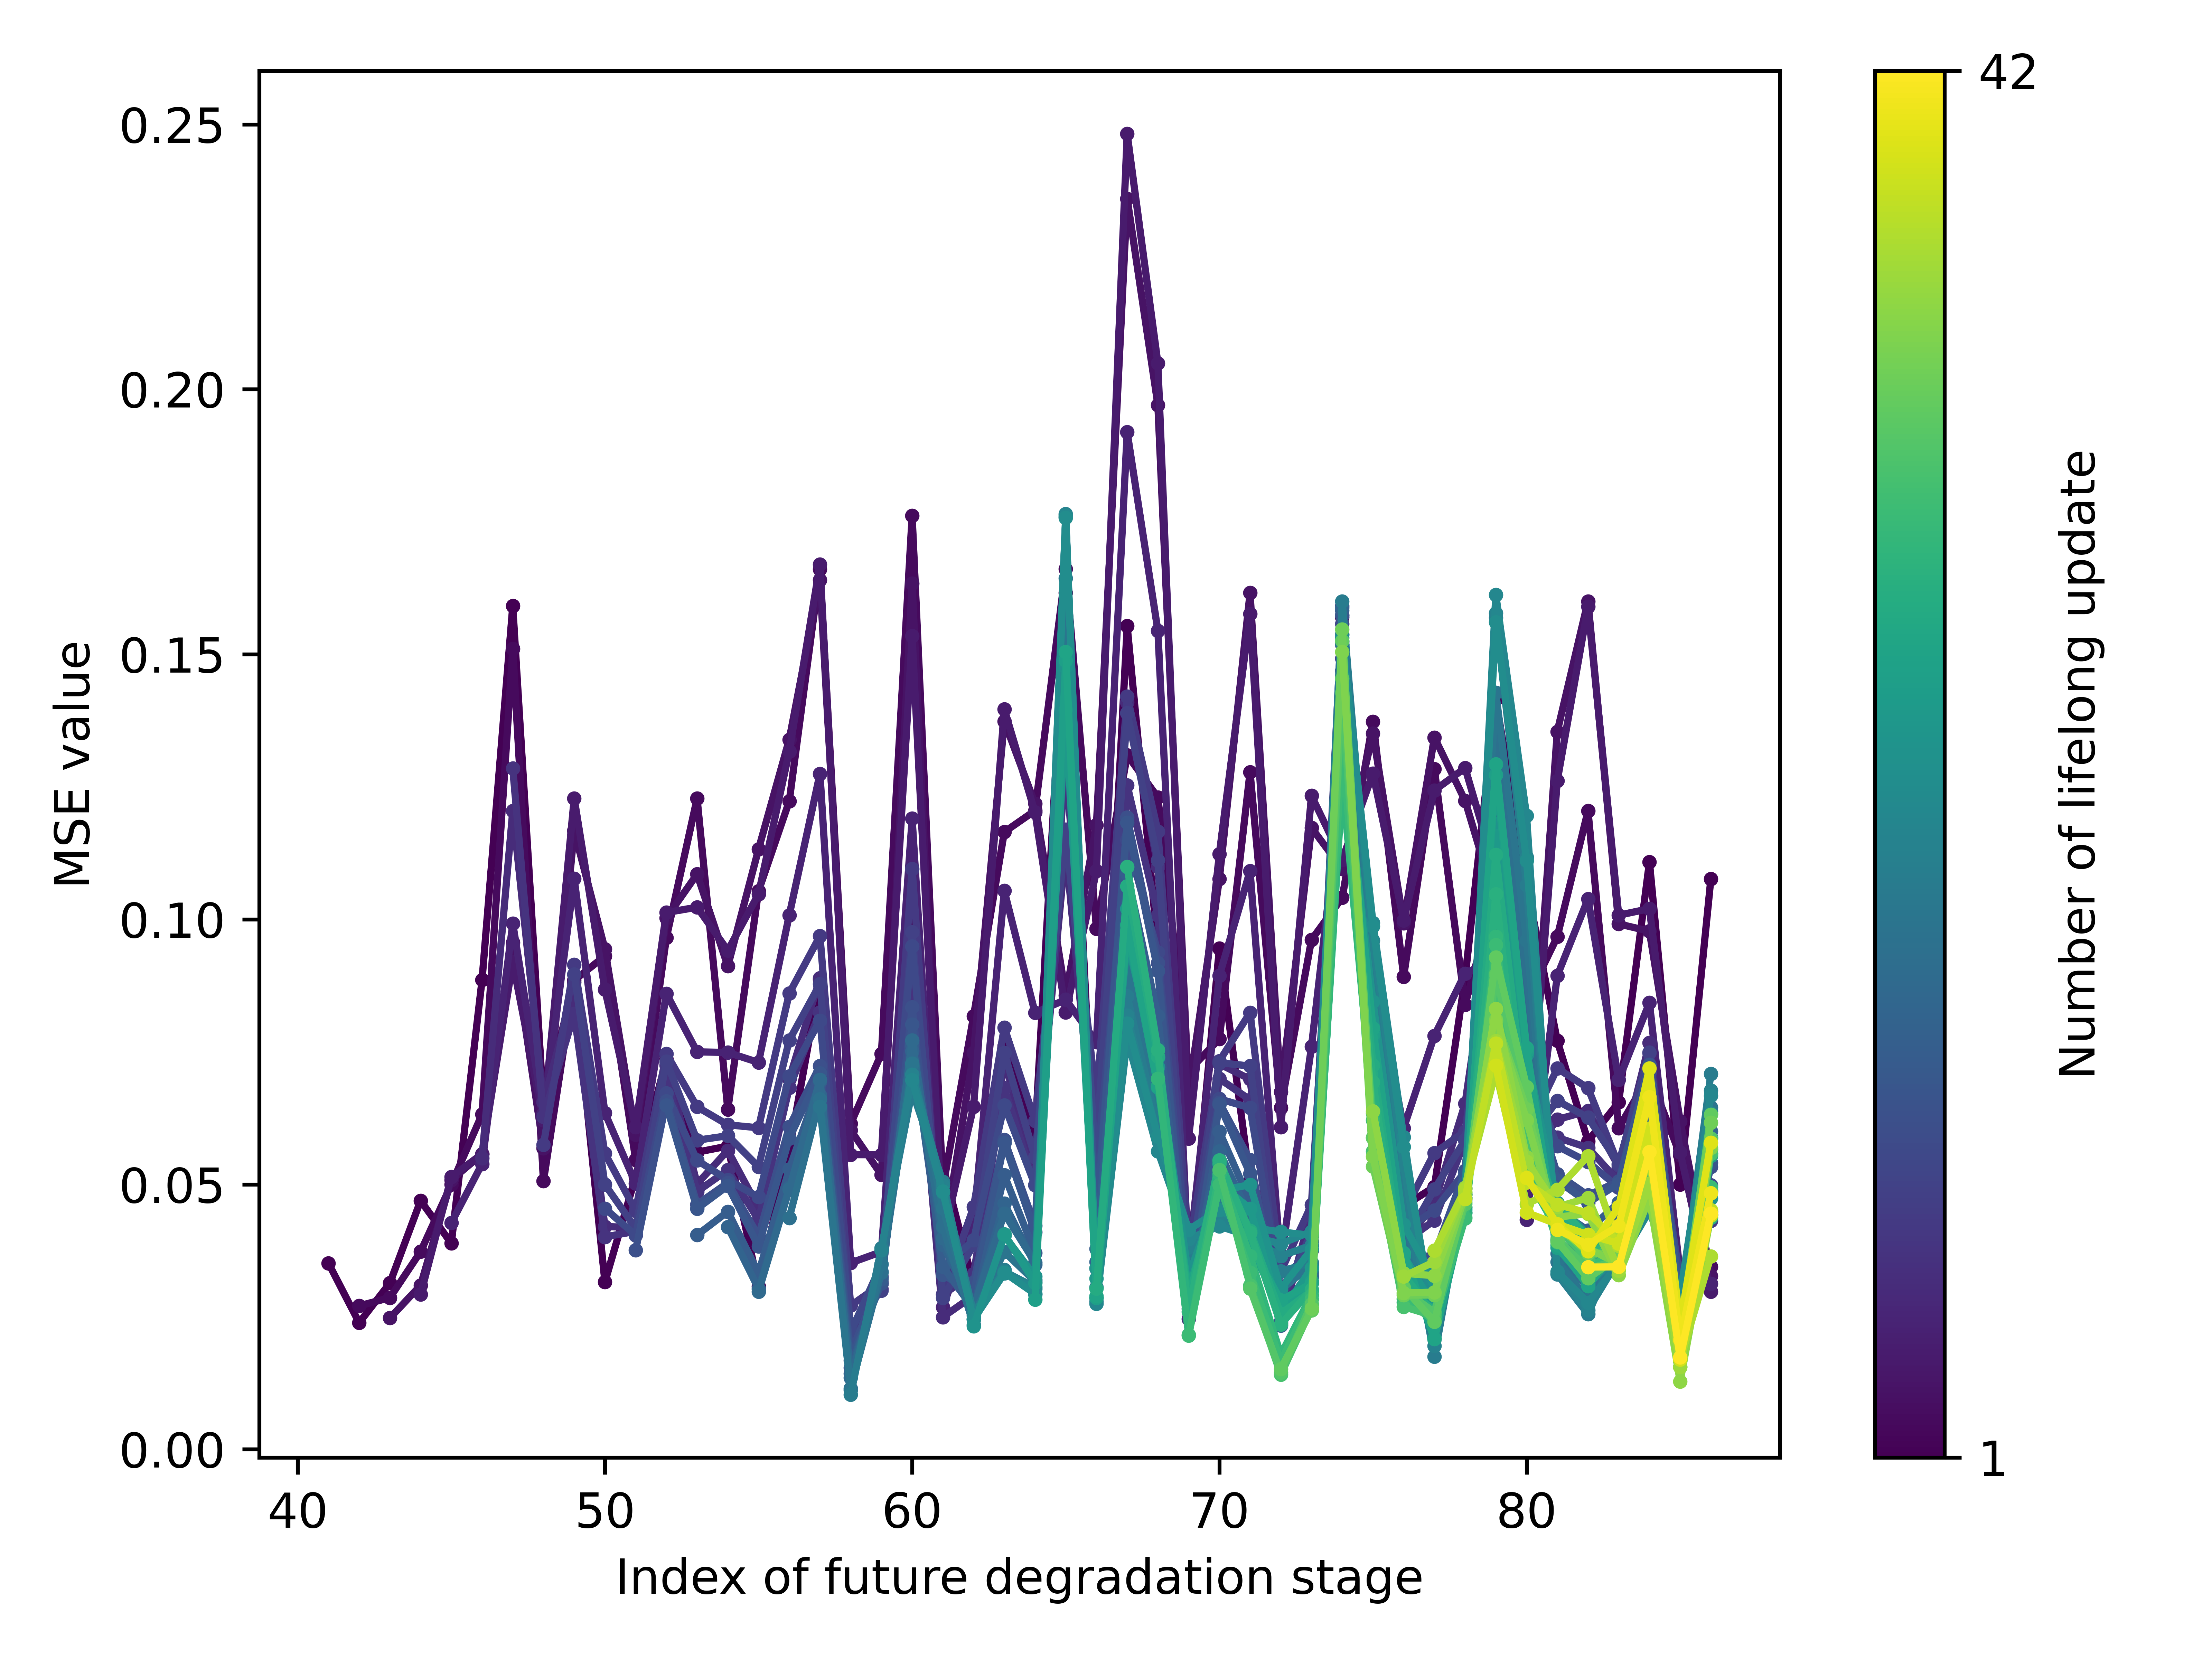 0.25
0.20
0.15
0.10
0.05
0.00
MSE value
40 50 60 70 80
Index of future degradation stage
42
1
Number of lifelong update